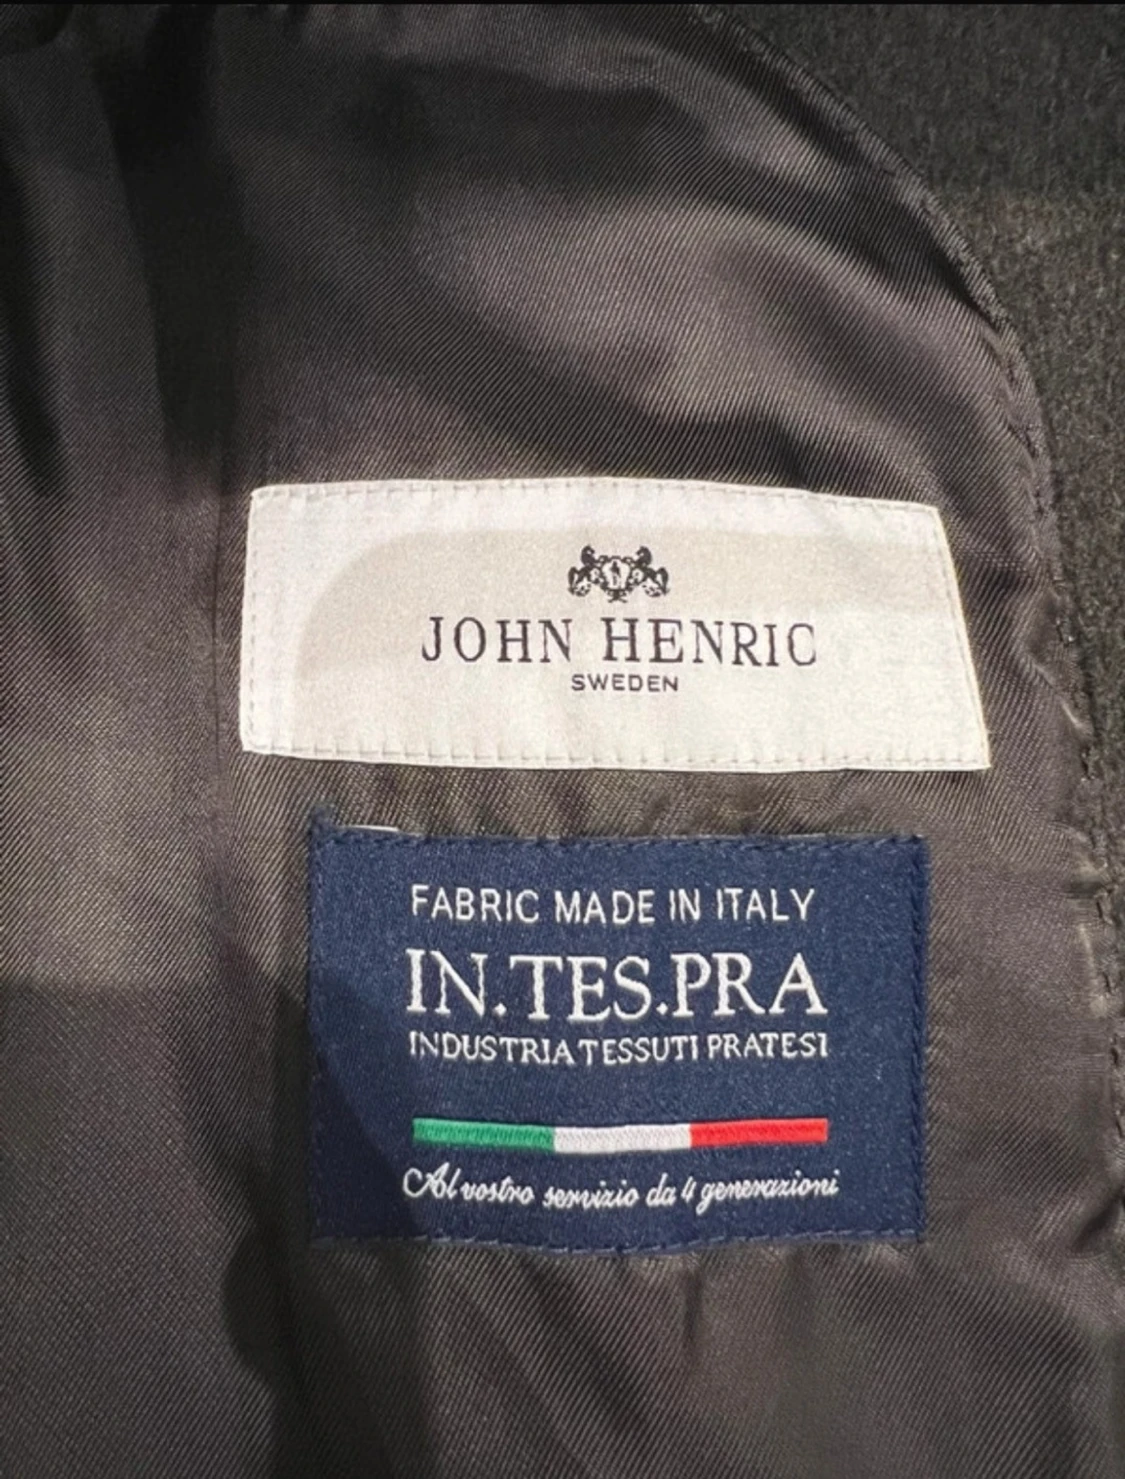 JOHN HENRIC
SWEDEN
FABRIC MADE IN ITALY
IN.TES.PRA
INDUSTRIA TESSUTI PRATESI
Al vostro servizio da 4 generazioni